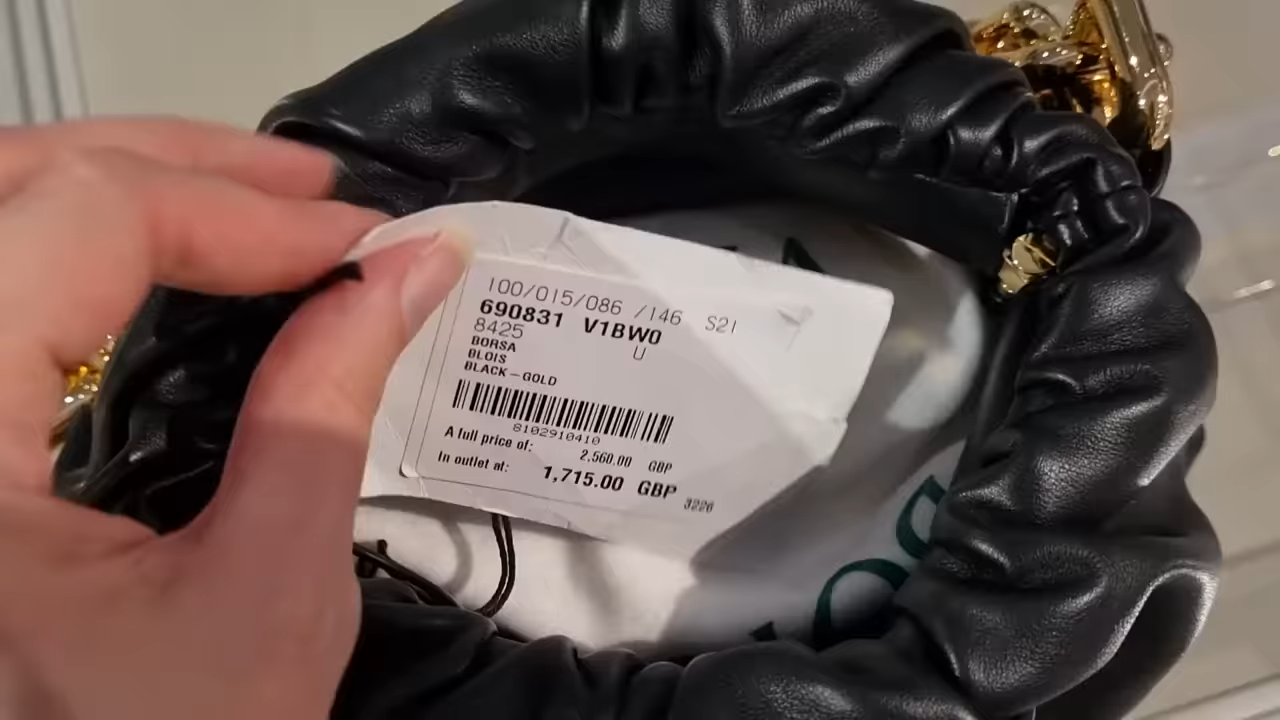 100/015/086 /146 S21
690831 V1BW0
8425 U
BORSA
BLOIS
BLACK-GOLD
8102910410
A full price of: 2,560.00 GBP
In outlet at: 1,715.00 GBP
3226